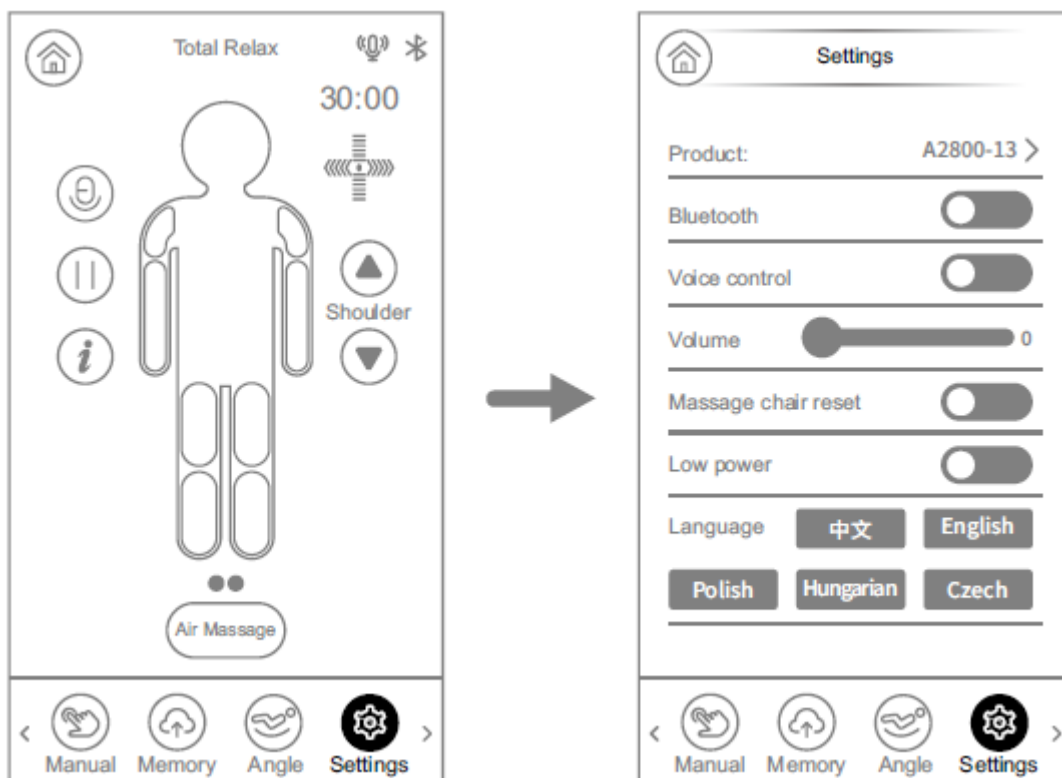 Total Relax
30:00
Shoulder
Air Massage
Manual
Memory
Angle
Settings
Settings
Product: A2800-13
Bluetooth
Voice control
Volume 0
Massage chair reset
Low power
Language 中文 English
Polish Hungarian Czech
Manual
Memory
Angle
Settings